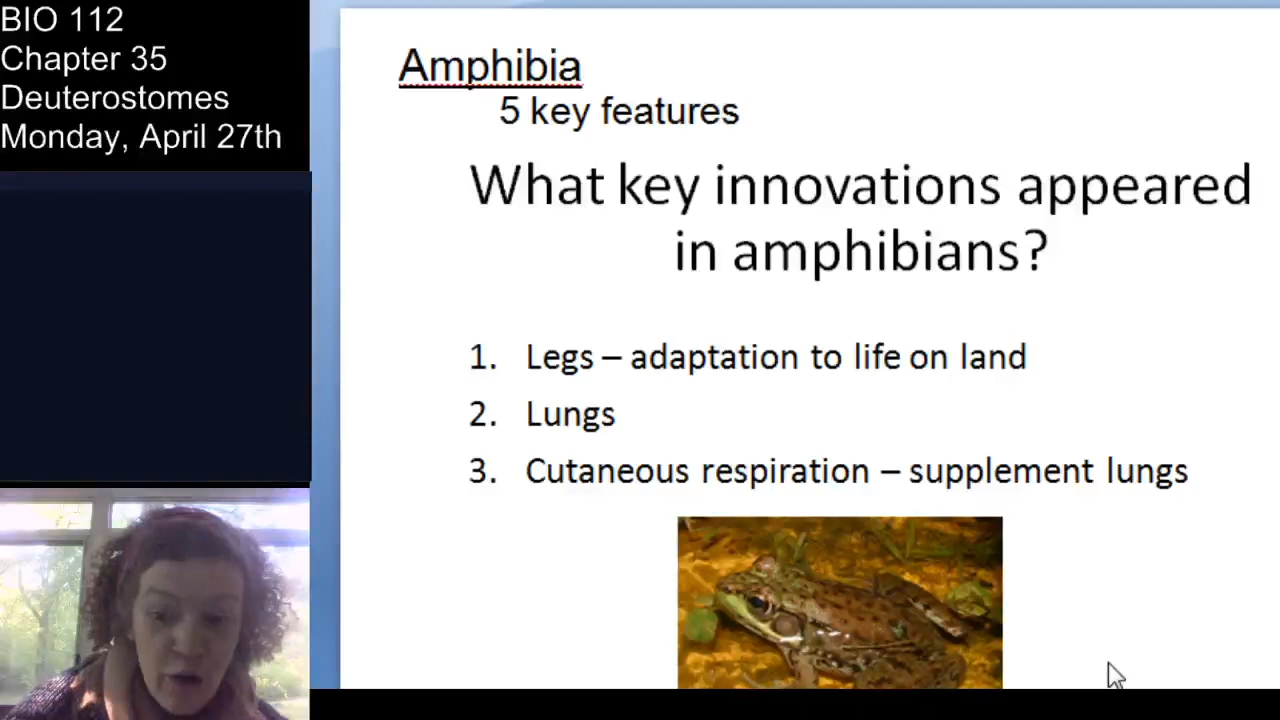 BIO 112
Chapter 35
Deuterostomes
Monday, April 27th
Amphibia
5 key features
What key innovations appeared
in amphibians?
1. Legs – adaptation to life on land
2. Lungs
3. Cutaneous respiration – supplement lungs